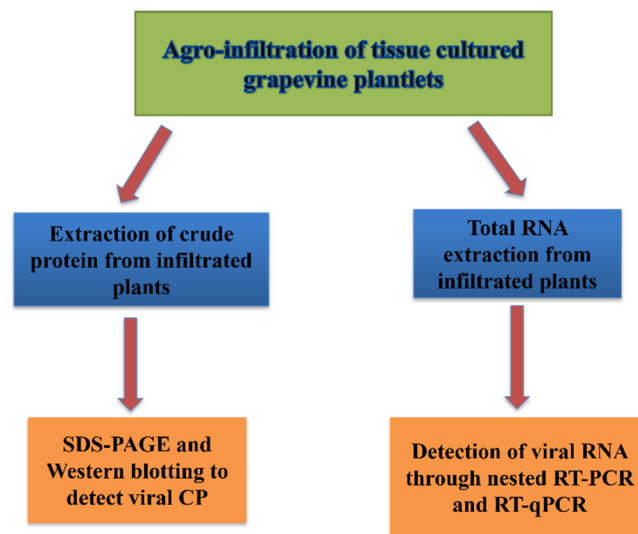 Agro-infiltration of tissue cultured
grapevine plantlets
Extraction of crude
protein from infiltrated
plants
Total RNA
extraction from
infiltrated plants
SDS-PAGE and
Western blotting to
detect viral CP
Detection of viral RNA
through nested RT-PCR
and RT-qPCR